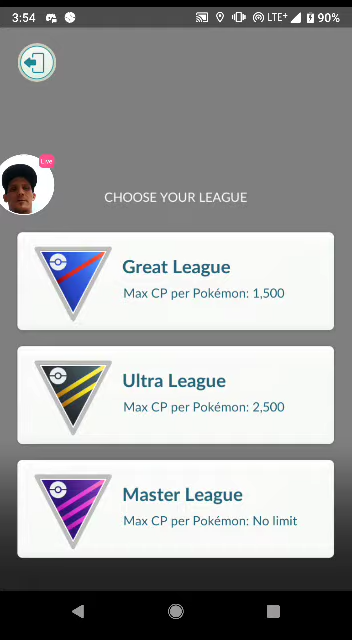 3:54
LTE+
90%
Live
CHOOSE YOUR LEAGUE
Great League
Max CP per Pokémon: 1,500
Ultra League
Max CP per Pokémon: 2,500
Master League
Max CP per Pokémon: No limit